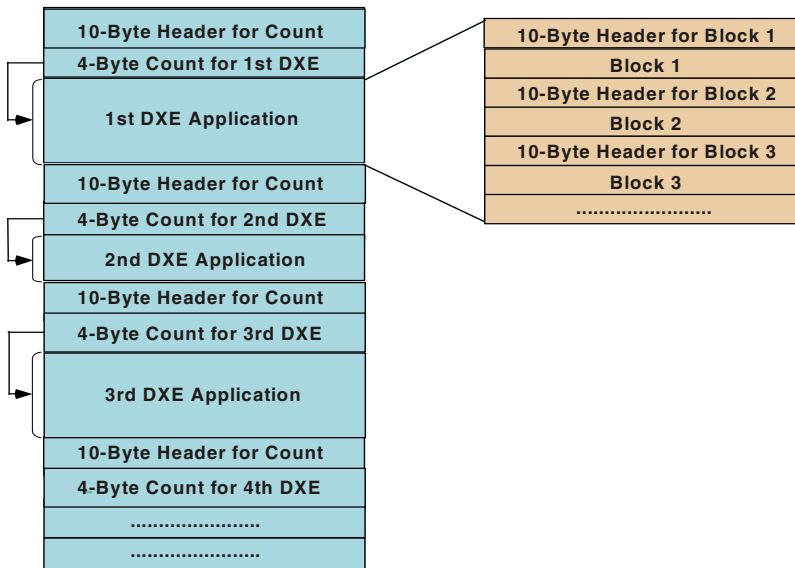 10-Byte Header for Count
4-Byte Count for 1st DXE
1st DXE Application
10-Byte Header for Count
4-Byte Count for 2nd DXE
2nd DXE Application
10-Byte Header for Count
4-Byte Count for 3rd DXE
3rd DXE Application
10-Byte Header for Count
4-Byte Count for 4th DXE
.......................
.......................
10-Byte Header for Block 1
Block 1
10-Byte Header for Block 2
Block 2
10-Byte Header for Block 3
Block 3
........................